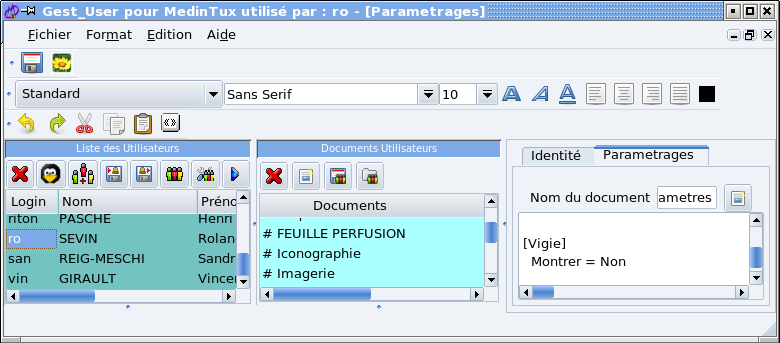 Gest_User pour MedinTux utilisé par : ro - [Parametrages]
Fichier Format Edition Aide
Standard Sans Serif 10
Liste des Utilisateurs
Login Nom Préno
riton PASCHE Henri
ro SEVIN Rolan
san REIG-MESCHI Sandr
vin GIRAULT Vincen
Documents Utilisateurs
Documents
# FEUILLE PERFUSION
# Iconographie
# Imagerie
Identité Parametrages
Nom du document ametres
[Vigie]
Montrer = Non